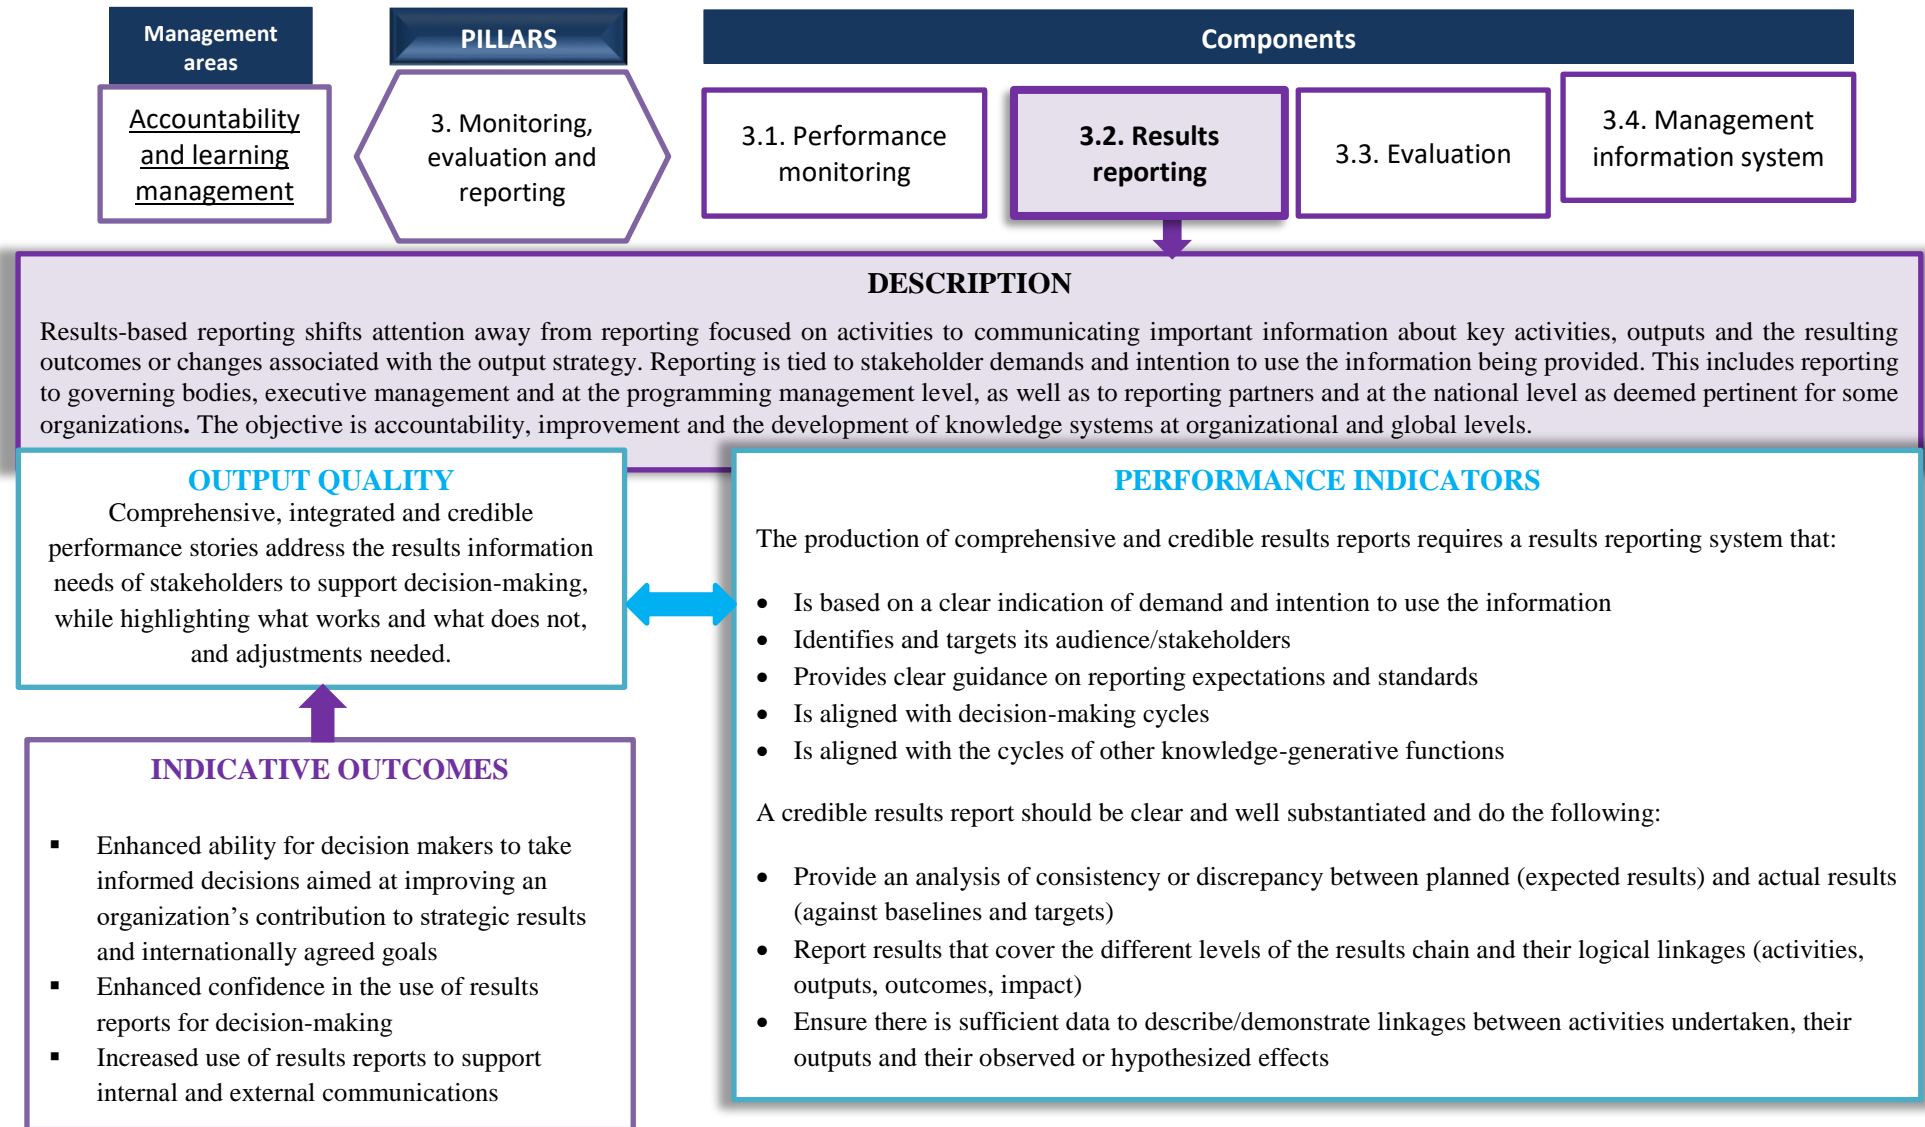 Management
areas
PILLARS
Components
Accountability
and learning
management
3. Monitoring,
evaluation and
reporting
3.1. Performance
monitoring
3.2. Results
reporting
3.3. Evaluation
3.4. Management
information system
DESCRIPTION
Results-based reporting shifts attention away from reporting focused on activities to communicating important information about key activities, outputs and the resulting
outcomes or changes associated with the output strategy. Reporting is tied to stakeholder demands and intention to use the information being provided. This includes reporting
to governing bodies, executive management and at the programming management level, as well as to reporting partners and at the national level as deemed pertinent for some
organizations. The objective is accountability, improvement and the development of knowledge systems at organizational and global levels.
OUTPUT QUALITY
Comprehensive, integrated and credible
performance stories address the results information
needs of stakeholders to support decision-making,
while highlighting what works and what does not,
and adjustments needed.
INDICATIVE OUTCOMES
▪ Enhanced ability for decision makers to take
informed decisions aimed at improving an
organization’s contribution to strategic results
and internationally agreed goals
▪ Enhanced confidence in the use of results
reports for decision-making
▪ Increased use of results reports to support
internal and external communications
PERFORMANCE INDICATORS
The production of comprehensive and credible results reports requires a results reporting system that:
• Is based on a clear indication of demand and intention to use the information
• Identifies and targets its audience/stakeholders
• Provides clear guidance on reporting expectations and standards
• Is aligned with decision-making cycles
• Is aligned with the cycles of other knowledge-generative functions
A credible results report should be clear and well substantiated and do the following:
• Provide an analysis of consistency or discrepancy between planned (expected results) and actual results
(against baselines and targets)
• Report results that cover the different levels of the results chain and their logical linkages (activities,
outputs, outcomes, impact)
• Ensure there is sufficient data to describe/demonstrate linkages between activities undertaken, their
outputs and their observed or hypothesized effects